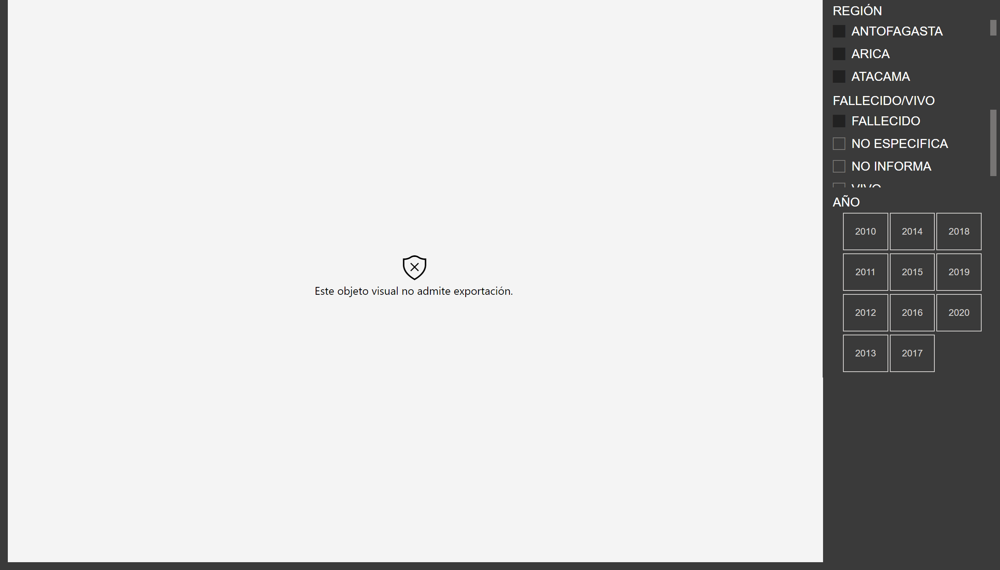 REGIÓN
ANTOFAGASTA
ARICA
ATACAMA
FALLECIDO/VIVO
FALLECIDO
NO ESPECIFICA
NO INFORMA
VIVO
AÑO
2010 2014 2018
2011 2015 2019
2012 2016 2020
2013 2017
Este objeto visual no admite exportación.